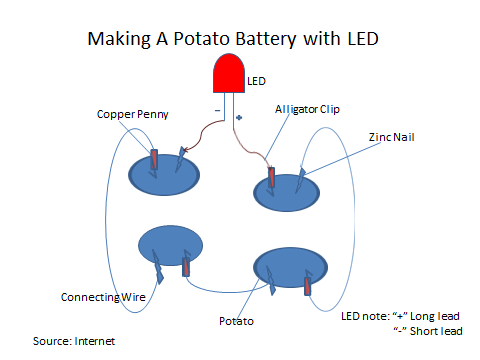 Making A Potato Battery with LED
LED
–
+
Copper Penny
Alligator Clip
Zinc Nail
Connecting Wire
Potato
LED note: “+” Long lead
“-” Short lead
Source: Internet